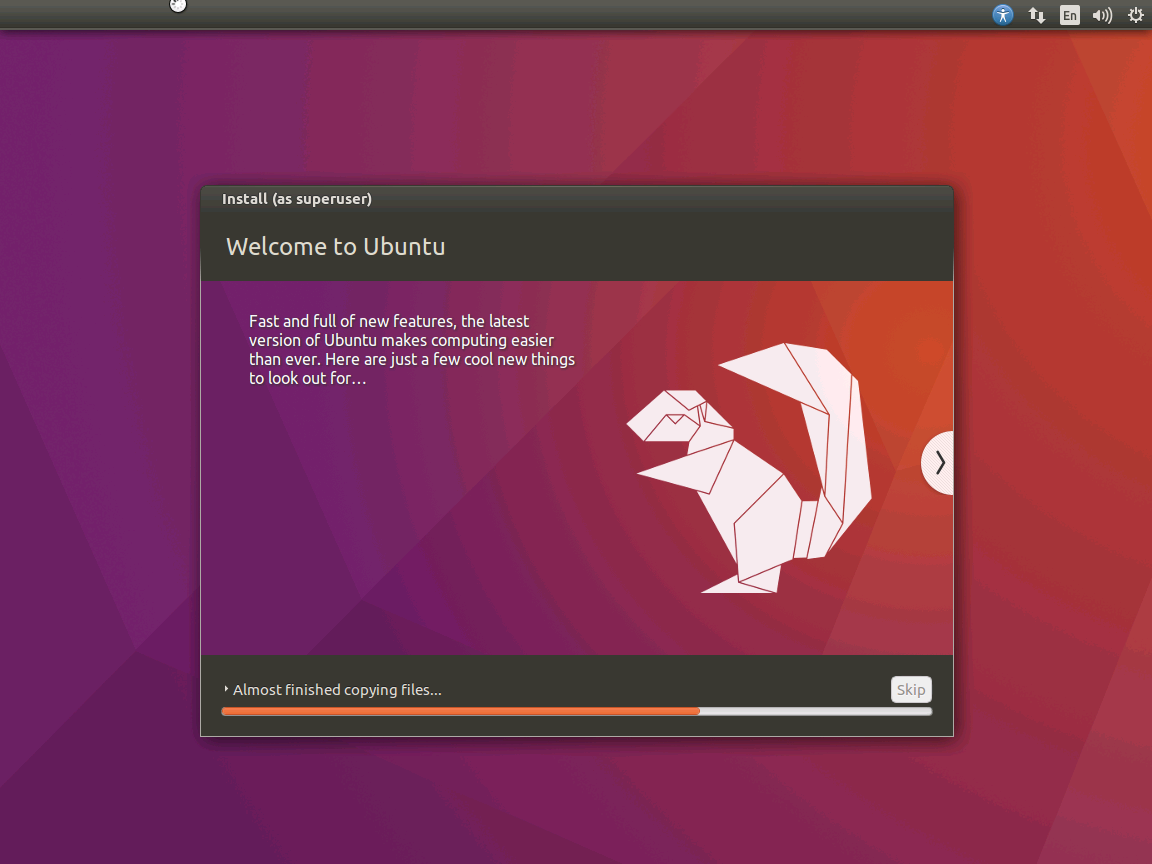 En
Install (as superuser)
Welcome to Ubuntu
Fast and full of new features, the latest
version of Ubuntu makes computing easier
than ever. Here are just a few cool new things
to look out for…
Almost finished copying files...
Skip